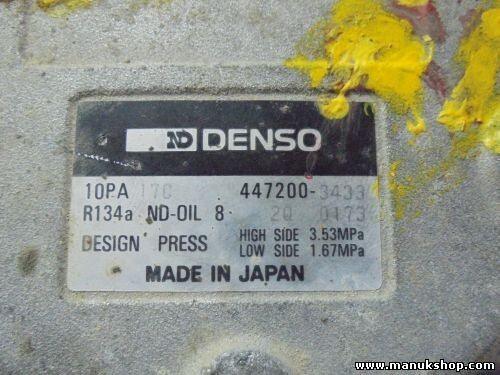 ND DENSO
10PA 17C 447200-3433
R134a ND-OIL 8 20 0173
DESIGN PRESS HIGH SIDE 3.53MPa
LOW SIDE 1.67MPa
MADE IN JAPAN
www.manukshop.com